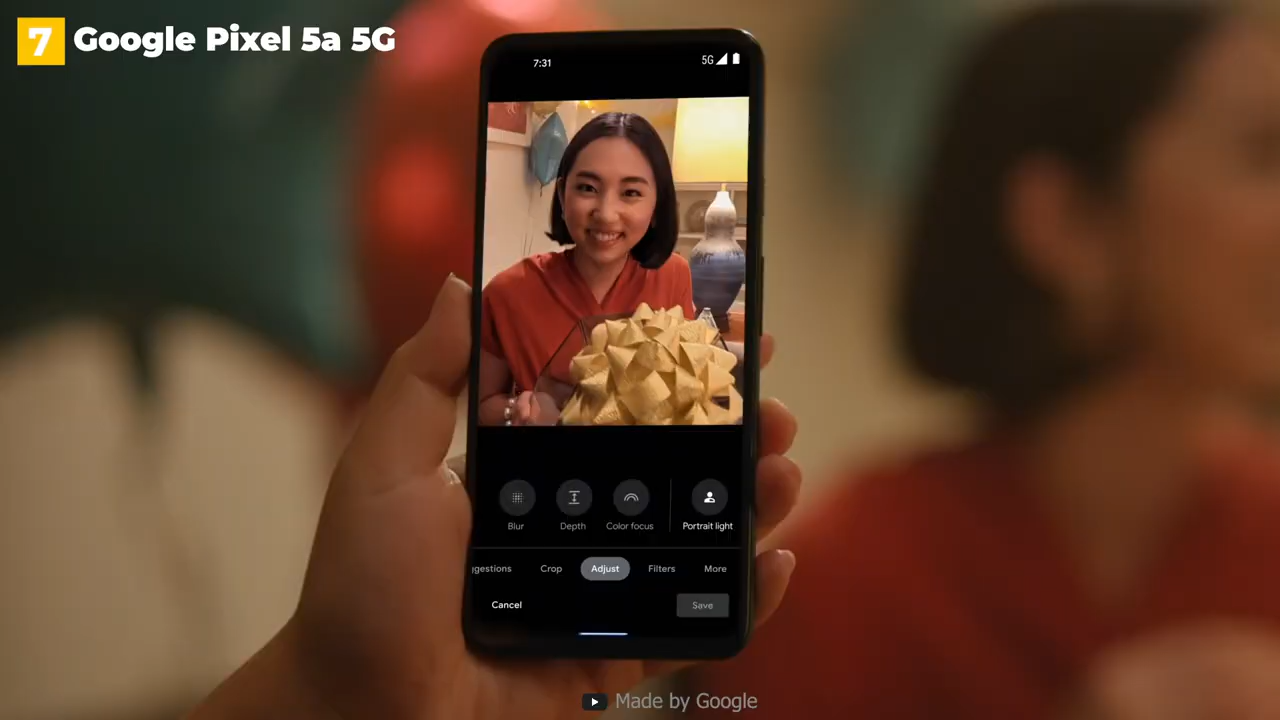 7 Google Pixel 5a 5G
7:31
5G
Blur
Depth
Color focus
Portrait light
gestions
Crop
Adjust
Filters
More
Cancel
Save
Made by Google